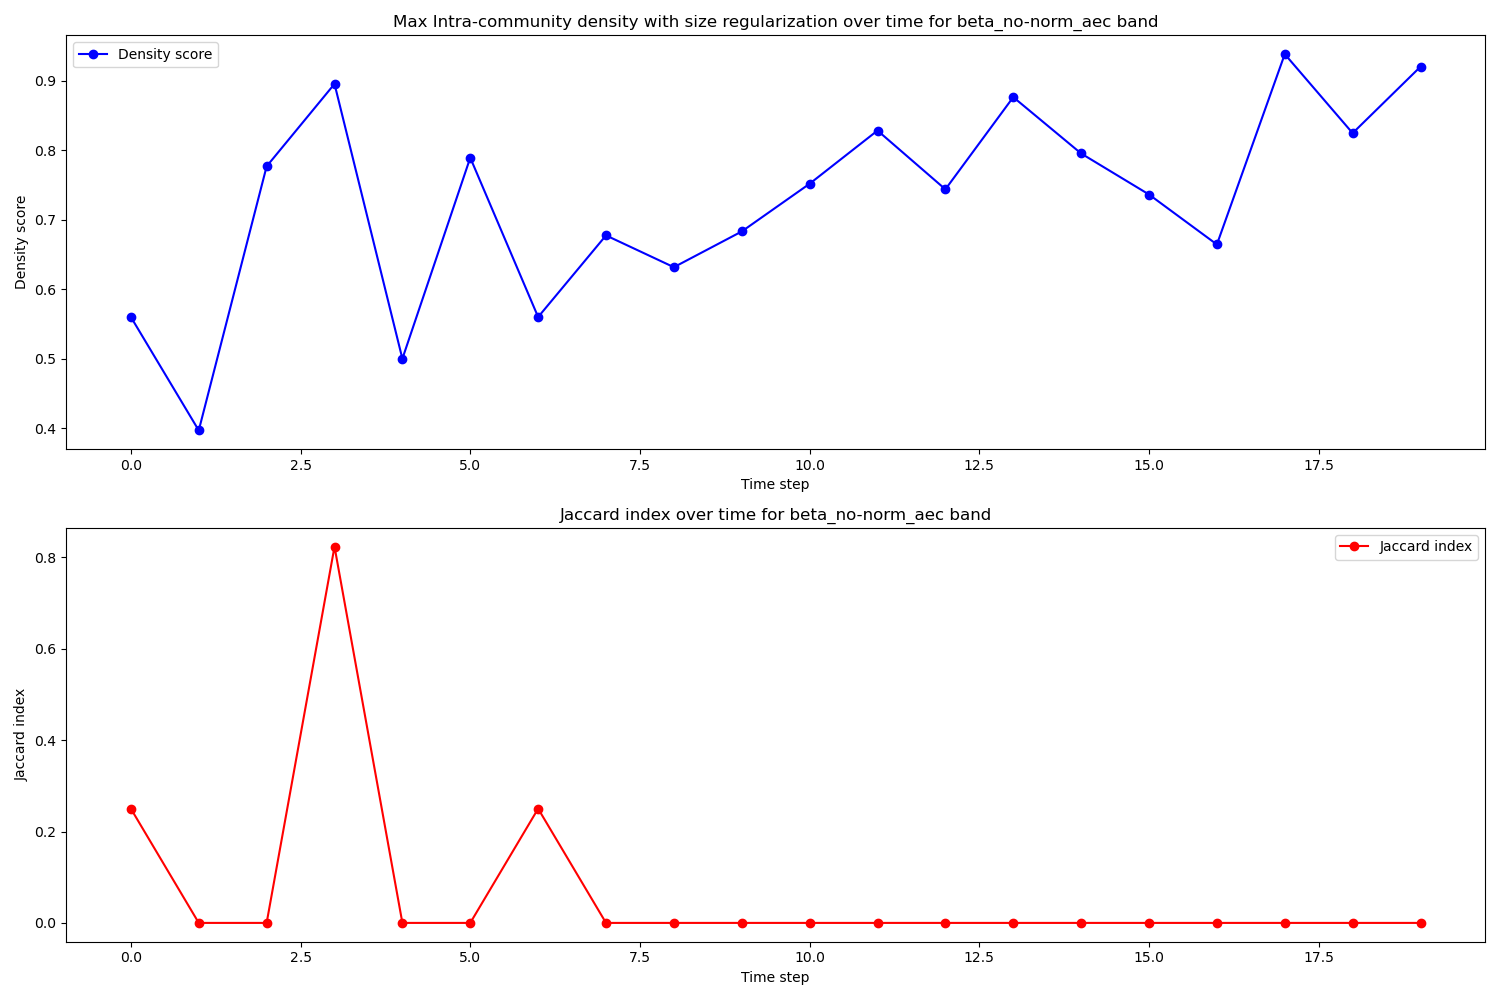 Max Intra-community density with size regularization over time for beta_no-norm_aec band
Density score
Density score
0.9
0.8
0.7
0.6
0.5
0.4
0.0 2.5 5.0 7.5 10.0 12.5 15.0 17.5
Time step
Jaccard index over time for beta_no-norm_aec band
Jaccard index
Jaccard index
0.8
0.6
0.4
0.2
0.0
0.0 2.5 5.0 7.5 10.0 12.5 15.0 17.5
Time step